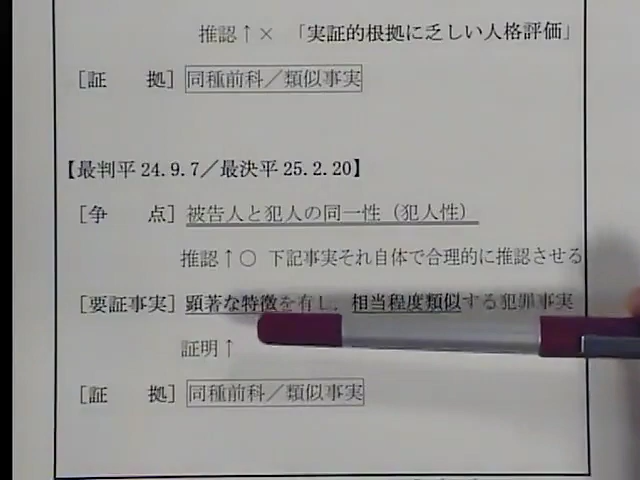 推認↑× 「実証的根拠に乏しい人格評価」
［証　拠］同種前科／類似事実
【最判平 24.9.7／最決平 25.2.20】
［争　点］被告人と犯人の同一性（犯人性）
推認↑○ 下記事実それ自体で合理的に推認させる
［要証事実］顕著な特徴を有し，相当程度類似する犯罪事実
証明↑
［証　拠］同種前科／類似事実